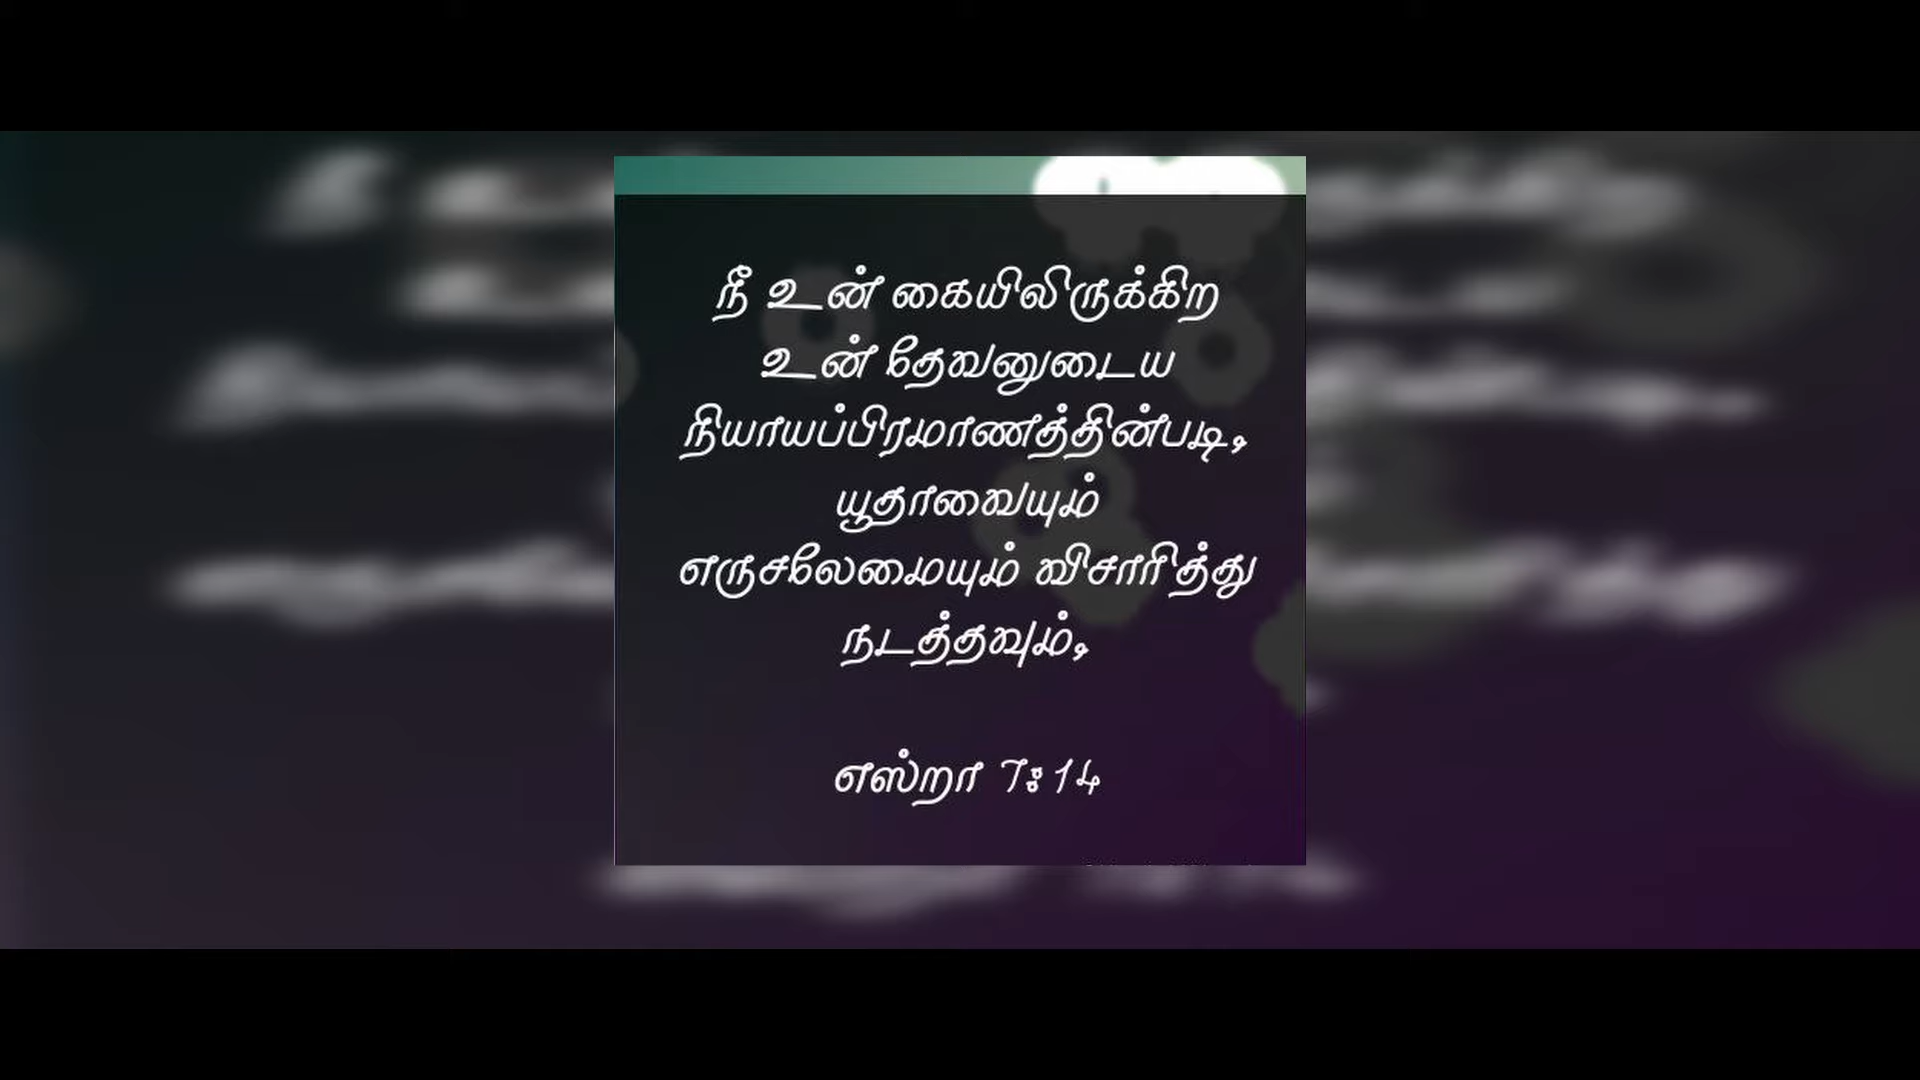 நீ உன் கையிலிருக்கிற
உன் தேவனுடைய
நியாயப்பிரமாணத்தின்படி,
யூதாவையும்
எருசலேமையும் விசாரித்து
நடத்தவும்,
எஸ்றா 7:14